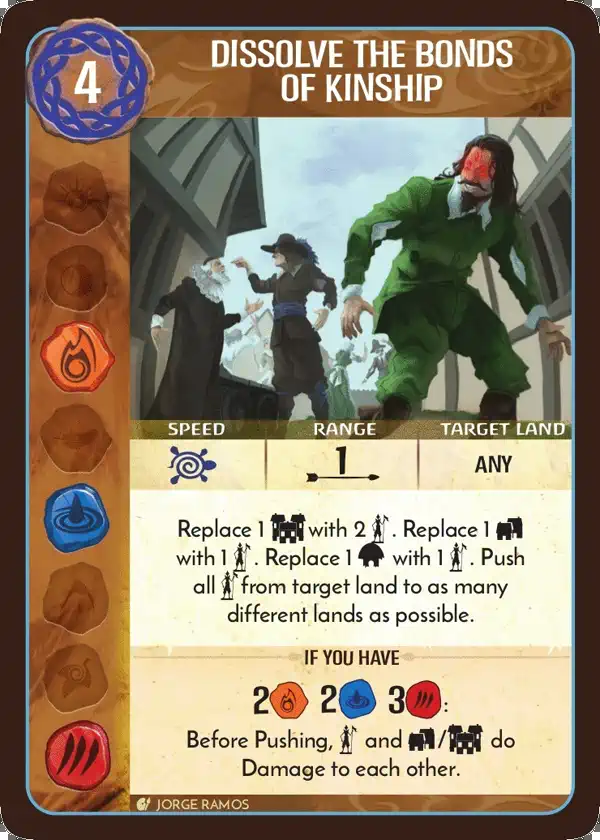 4
DISSOLVE THE BONDS
OF KINSHIP
SPEED RANGE TARGET LAND
1 ANY
Replace 1 with 2 . Replace 1
with 1 . Replace 1 with 1 . Push
all from target land to as many
different lands as possible.
IF YOU HAVE
2 2 3 :
Before Pushing, and / do
Damage to each other.
JORGE RAMOS